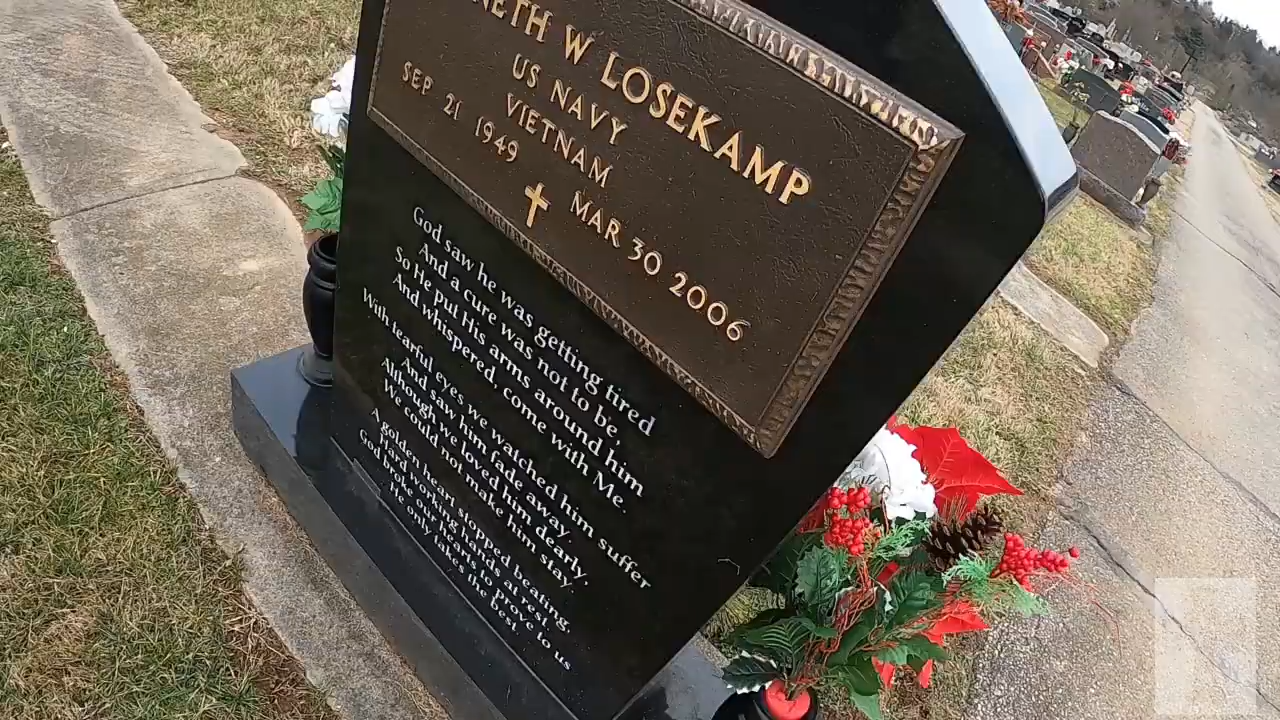 NETH W LOSEKAMP
US NAVY
VIETNAM
SEP 21 1949 MAR 30 2006
God saw he was getting tired
And a cure was not to be,
So He put His arms around him
And whispered, come with Me.
With tearful eyes we watched him suffer
And saw him fade away.
Although we loved him dearly,
We could not make him stay.
A golden heart stopped beating,
Hard working hands at rest.
God broke our hearts to prove to us
He only takes the best.